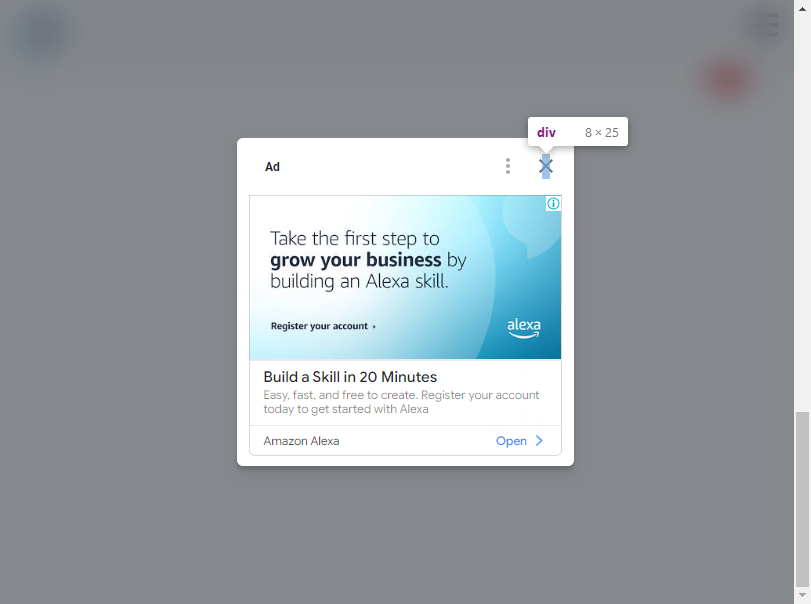 div 8 × 25
Ad
Take the first step to
grow your business by
building an Alexa skill.
Register your account ›
alexa
Build a Skill in 20 Minutes
Easy, fast, and free to create. Register your account
today to get started with Alexa
Amazon Alexa
Open